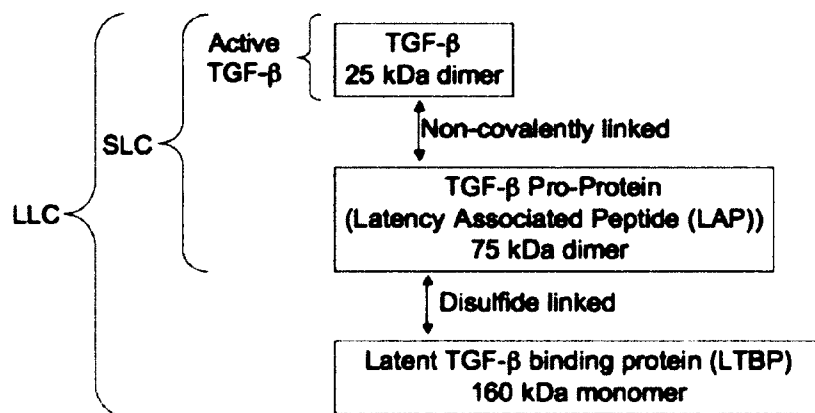 Active
TGF-β
TGF-β
25 kDa dimer
Non-covalently linked
SLC
TGF-β Pro-Protein
(Latency Associated Peptide (LAP))
75 kDa dimer
LLC
Disulfide linked
Latent TGF-β binding protein (LTBP)
160 kDa monomer